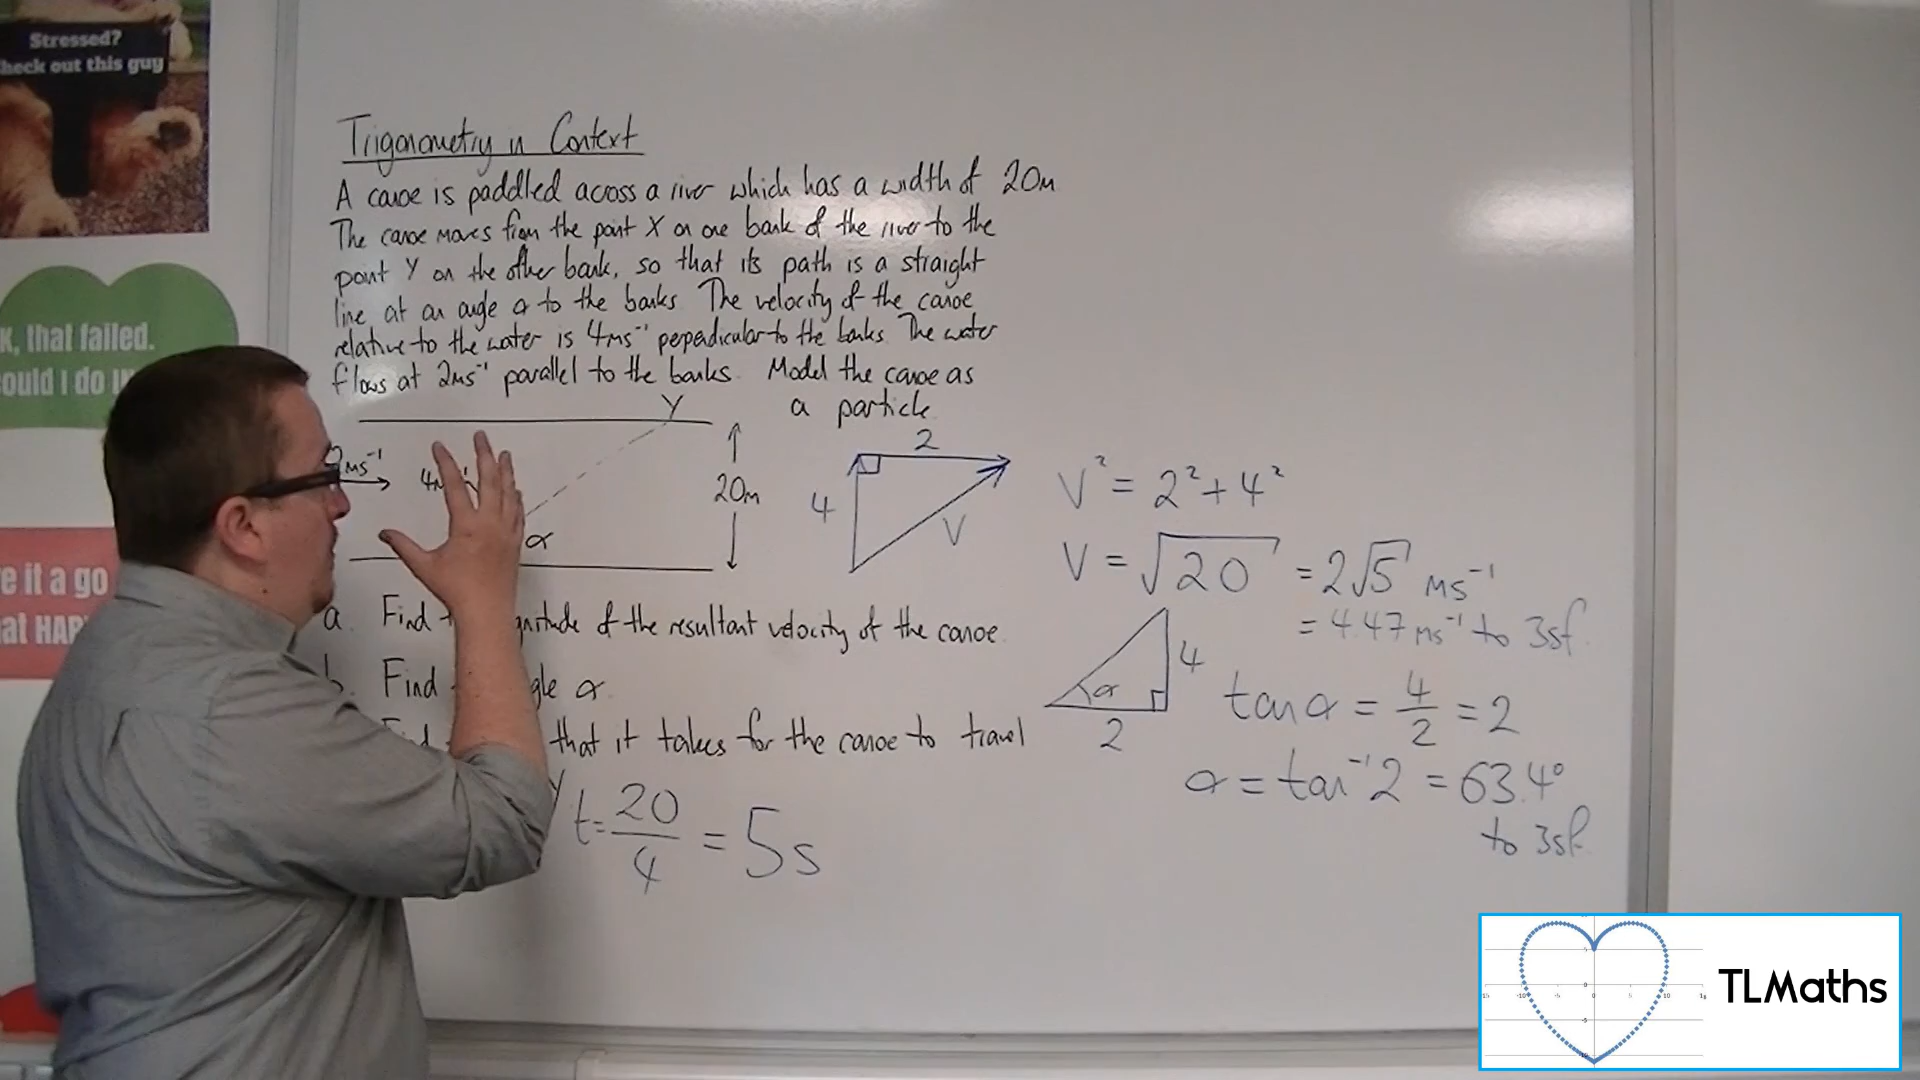 Stressed?
heck out this guy
K, that failed.
ould I do
e it a go
at HAP
Trigonometry in Context
A canoe is paddled across a river which has a width of 20m
The canoe moves from the point X on one bank of the river to the
point Y on the other bank, so that its path is a straight
line at an angle α to the banks. The velocity of the canoe
relative to the water is 4ms⁻¹ perpendicular to the banks. The water
flows at 2ms⁻¹ parallel to the banks. Model the canoe as
a particle.
Y
2ms⁻¹
20m
α
2
4
V
V² = 2² + 4²
V = √20 = 2√5 ms⁻¹
= 4.47 ms⁻¹ to 3sf.
a. Find magnitude of the resultant velocity of the canoe.
b. Find angle α.
that it takes for the canoe to travel
Y
t = 20/4 = 5s
α
4
2
tan α = 4/2 = 2
α = tan⁻¹2 = 63.4°
to 3sf.
TLMaths